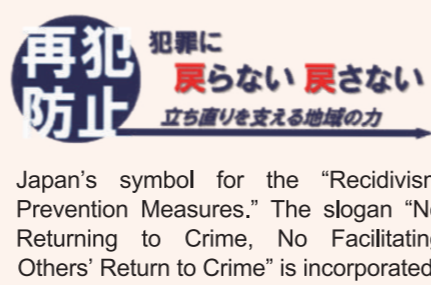 再犯
防止
犯罪に
戻らない 戻さない
立ち直りを支える地域の力
Japan's symbol for the “Recidivism
Prevention Measures.” The slogan “No
Returning to Crime, No Facilitating
Others' Return to Crime” is incorporated